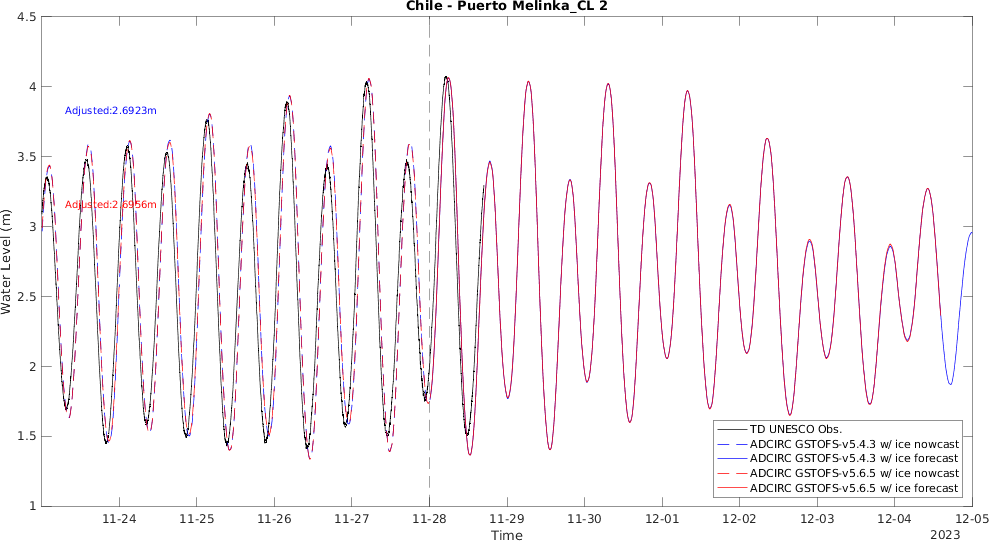 Chile - Puerto Melinka_CL 2
4.5
4
3.5
3
2.5
2
1.5
1
Water Level (m)
Adjusted:2.6923m
Adjusted:2.6956m
TD UNESCO Obs.
ADCIRC GSTOFS-v5.4.3 w/ ice nowcast
ADCIRC GSTOFS-v5.4.3 w/ ice forecast
ADCIRC GSTOFS-v5.6.5 w/ ice nowcast
ADCIRC GSTOFS-v5.6.5 w/ ice forecast
11-24 11-25 11-26 11-27 11-28 11-29 11-30 12-01 12-02 12-03 12-04 12-05
Time
2023